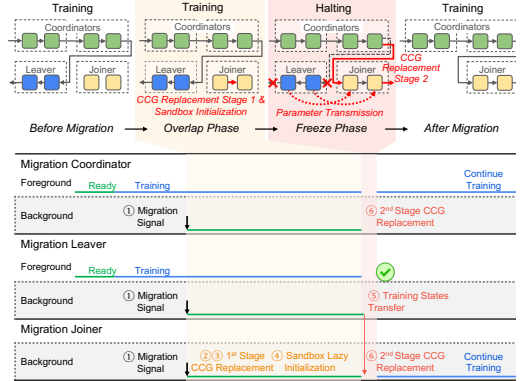 Training
Training
Halting
Training
Coordinators
Coordinators
Coordinators
Coordinators
Leaver
Joiner
Leaver
Joiner
Leaver
Joiner
Joiner
CCG
Replacement
Stage 2
CCG Replacement Stage 1 &
Sandbox Initialization
Parameter Transmission
Before Migration
Overlap Phase
Freeze Phase
After Migration
Migration Coordinator
Foreground
Ready
Training
Continue
Training
Background
① Migration
Signal
⑥ 2nd Stage CCG
Replacement
Migration Leaver
Foreground
Ready
Training
Background
① Migration
Signal
⑤ Training States
Transfer
Migration Joiner
Background
① Migration
Signal
②③ 1st Stage
CCG Replacement
④ Sandbox Lazy
Initialization
⑥ 2nd Stage CCG
Replacement
Continue
Training